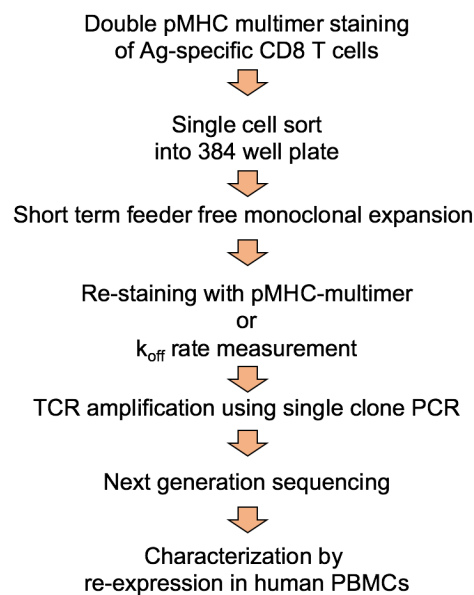 Double pMHC multimer staining
of Ag-specific CD8 T cells
Single cell sort
into 384 well plate
Short term feeder free monoclonal expansion
Re-staining with pMHC-multimer
or
koff rate measurement
TCR amplification using single clone PCR
Next generation sequencing
Characterization by
re-expression in human PBMCs